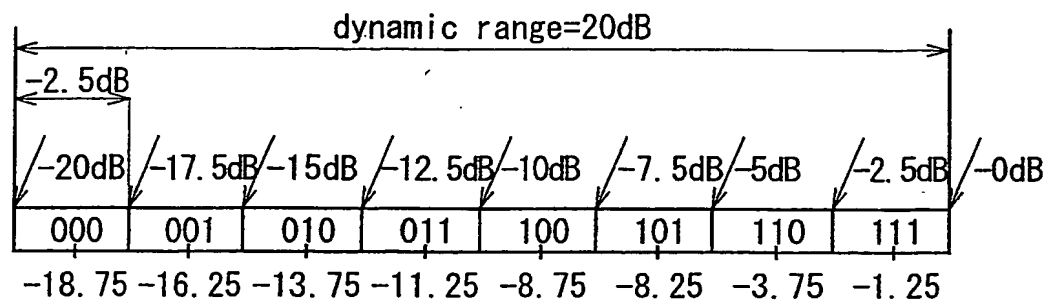 dynamic range=20dB
-2.5dB
-20dB -17.5dB -15dB -12.5dB -10dB -7.5dB -5dB -2.5dB -0dB
000 001 010 011 100 101 110 111
-18.75 -16.25 -13.75 -11.25 -8.75 -8.25 -3.75 -1.25